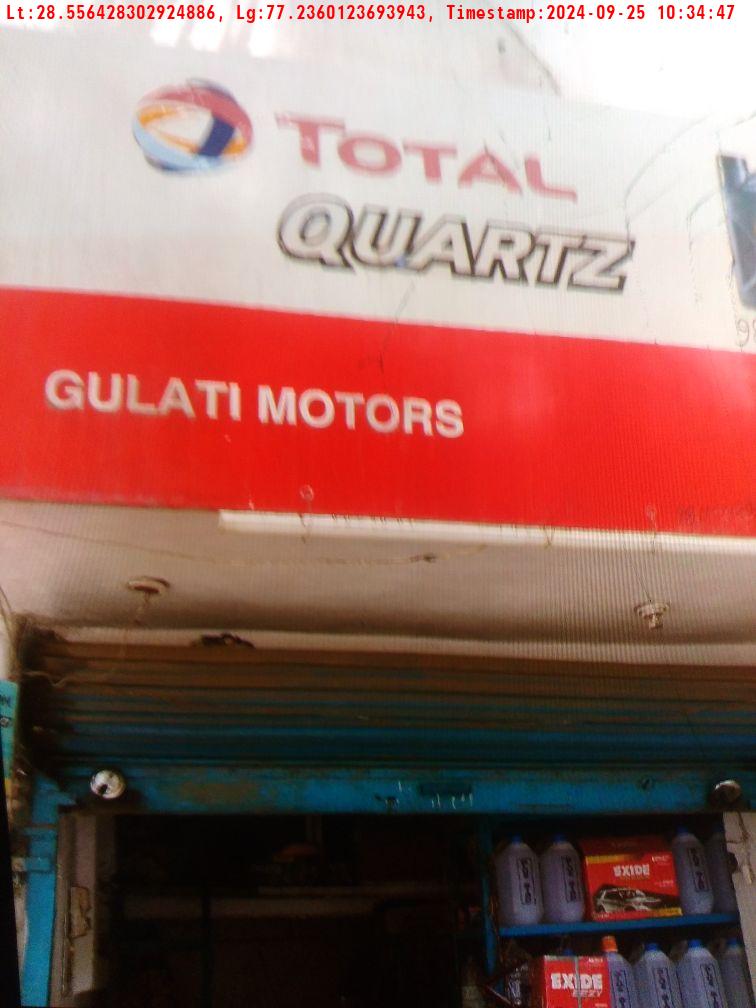 Lt:28.556428302924886, Lg:77.2360123693943, Timestamp:2024-09-25 10:34:47
TOTAL
QUARTZ
GULATI MOTORS
EXIDE
EXIDE
EEZY